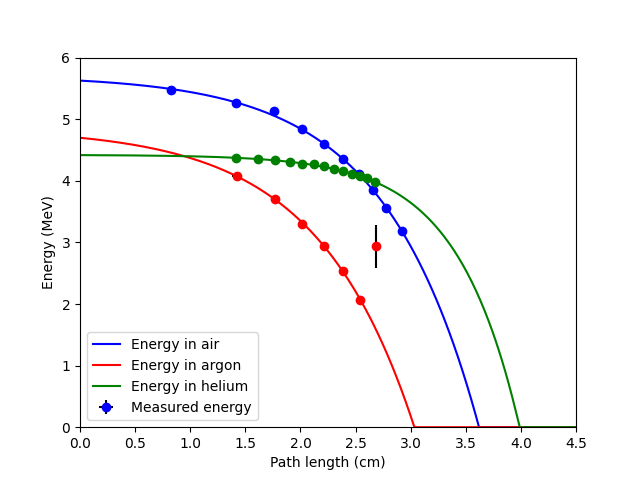 6
5
4
3
2
1
0
Energy (MeV)
Energy in air
Energy in argon
Energy in helium
Measured energy
0.0 0.5 1.0 1.5 2.0 2.5 3.0 3.5 4.0 4.5
Path length (cm)